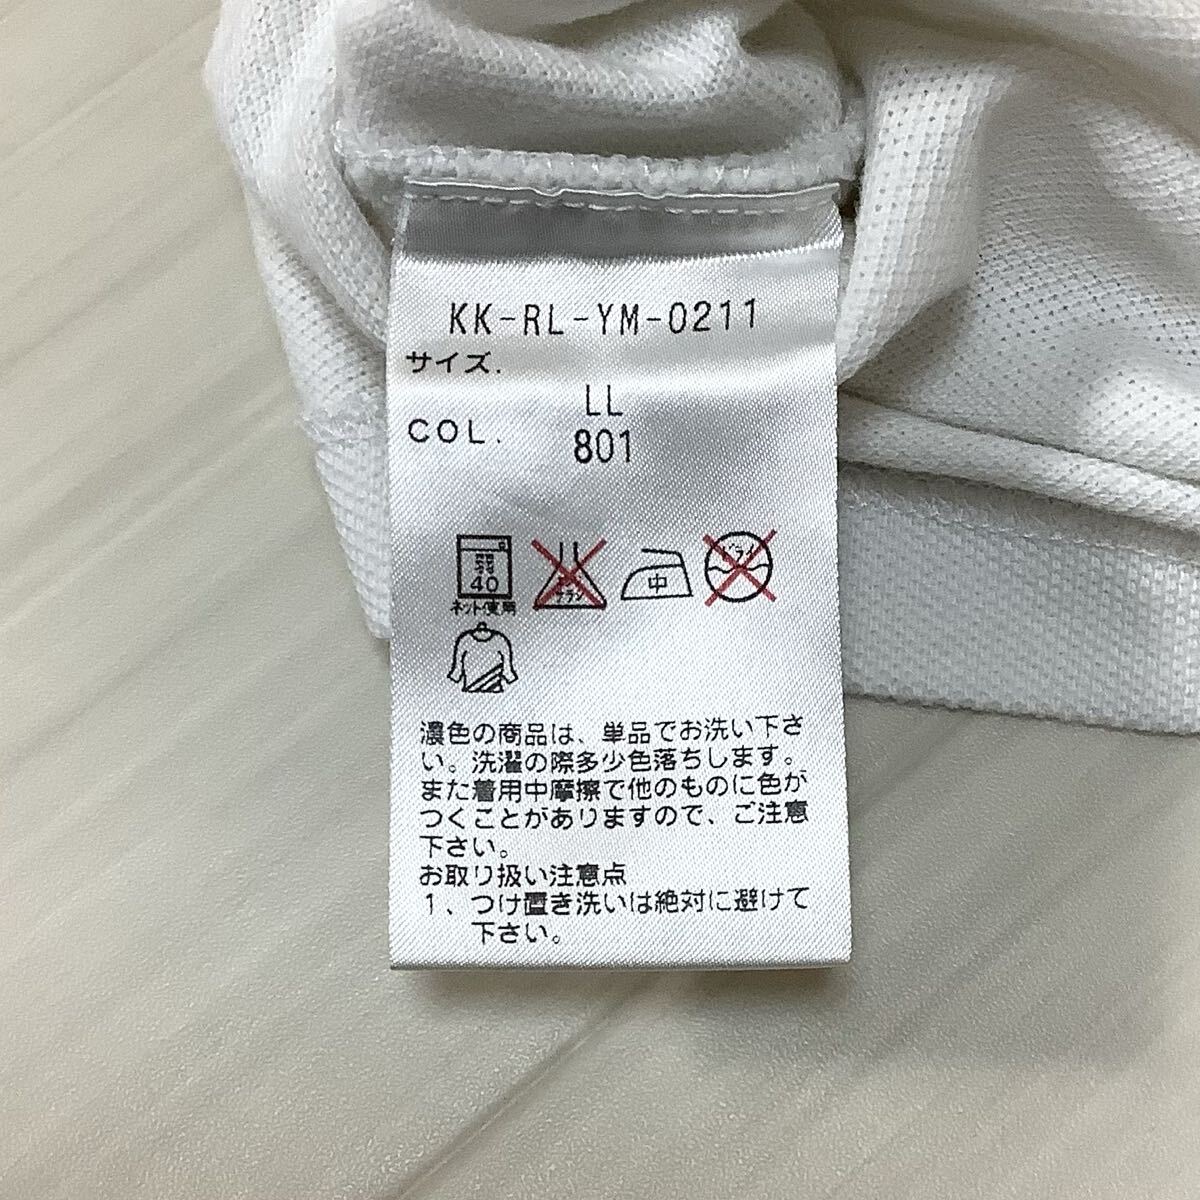 KK-RL-YM-0211
サイズ.
LL
COL. 801
40 中 ドライ
ネット使用
濃色の商品は、単品でお洗い下さ
い。洗濯の際多少色落ちします。
また着用中摩擦で他のものに色が
つくことがありますので、ご注意
下さい。
お取り扱い注意点
1、つけ置き洗いは絶対に避けて
下さい。